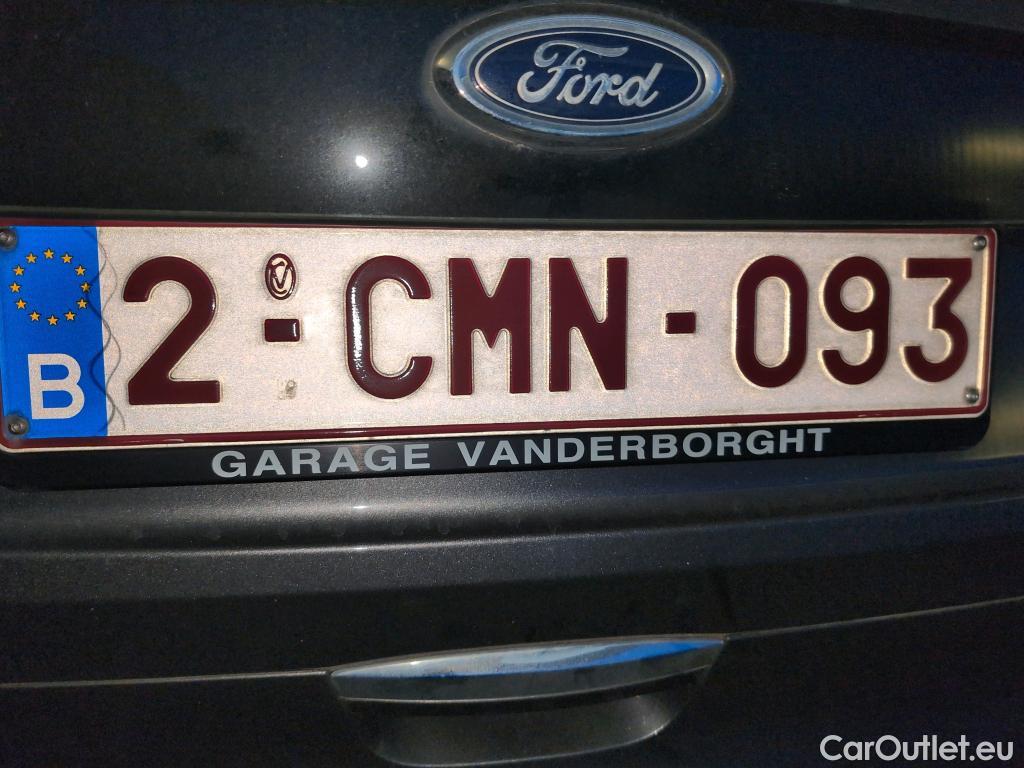 Ford
B 2-CMN-093
GARAGE VANDERBORGHT
CarOutlet.eu